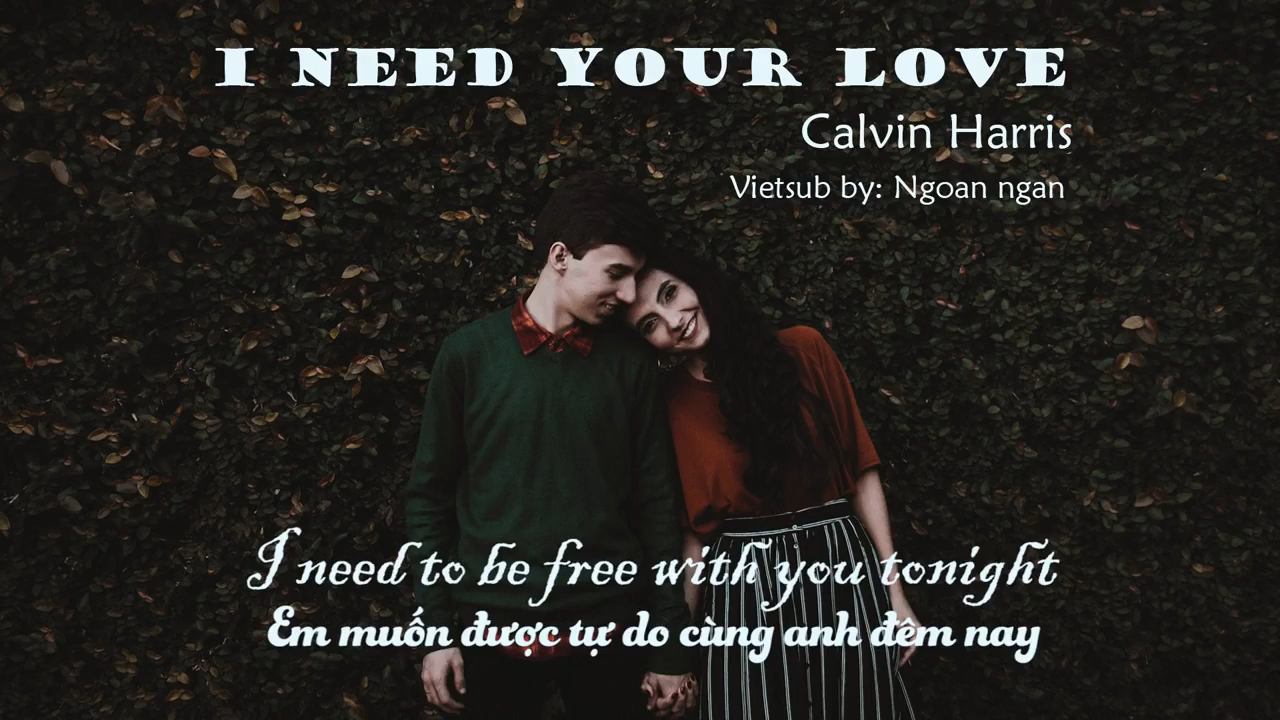 I NEED YOUR LOVE
Calvin Harris
Vietsub by: Ngoan ngan
I need to be free with you tonight
Em muốn được tự do cùng anh đêm nay